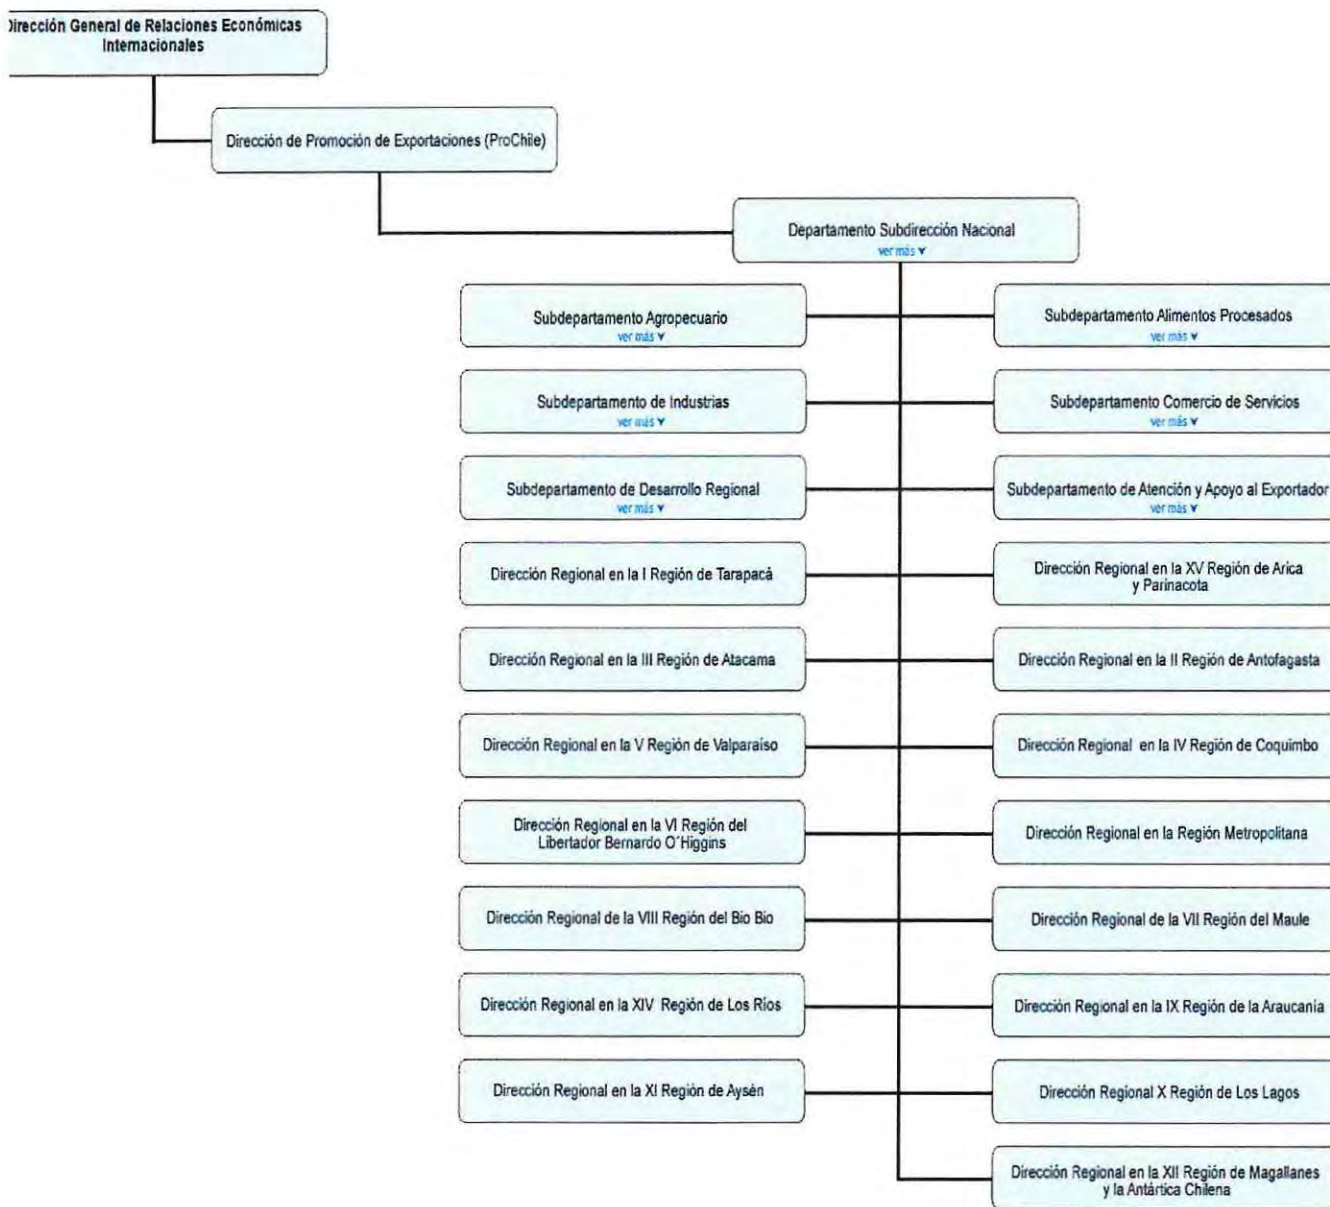 Dirección General de Relaciones Económicas
Internacionales
Dirección de Promoción de Exportaciones (ProChile)
Departamento Subdirección Nacional
ver más
Subdepartamento Agropecuario
ver más
Subdepartamento Alimentos Procesados
ver más
Subdepartamento de Industrias
ver más
Subdepartamento Comercio de Servicios
ver más
Subdepartamento de Desarrollo Regional
ver más
Subdepartamento de Atención y Apoyo al Exportador
ver más
Dirección Regional en la I Región de Tarapacá
Dirección Regional en la XV Región de Arica
y Parinacota
Dirección Regional en la III Región de Atacama
Dirección Regional en la II Región de Antofagasta
Dirección Regional en la V Región de Valparaíso
Dirección Regional en la IV Región de Coquimbo
Dirección Regional en la VI Región del
Libertador Bernardo O´Higgins
Dirección Regional en la Región Metropolitana
Dirección Regional de la VIII Región del Bío Bío
Dirección Regional de la VII Región del Maule
Dirección Regional en la XIV Región de Los Ríos
Dirección Regional en la IX Región de la Araucanía
Dirección Regional en la XI Región de Aysén
Dirección Regional X Región de Los Lagos
Dirección Regional en la XII Región de Magallanes
y la Antártica Chilena